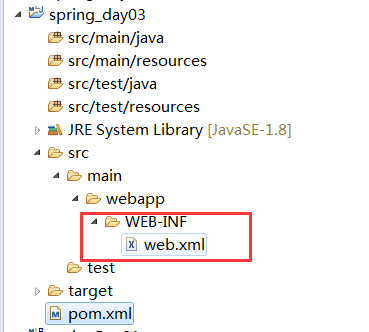 spring_day03
src/main/java
src/main/resources
src/test/java
src/test/resources
JRE System Library [JavaSE-1.8]
src
main
webapp
WEB-INF
web.xml
test
target
pom.xml